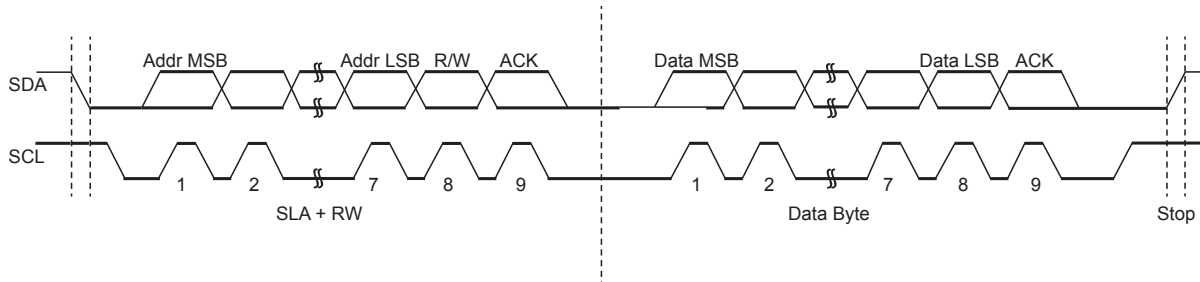 Addr MSB Addr LSB R/W ACK Data MSB Data LSB ACK
SDA
SCL
1 2 7 8 9 1 2 7 8 9
SLA + RW Data Byte Stop